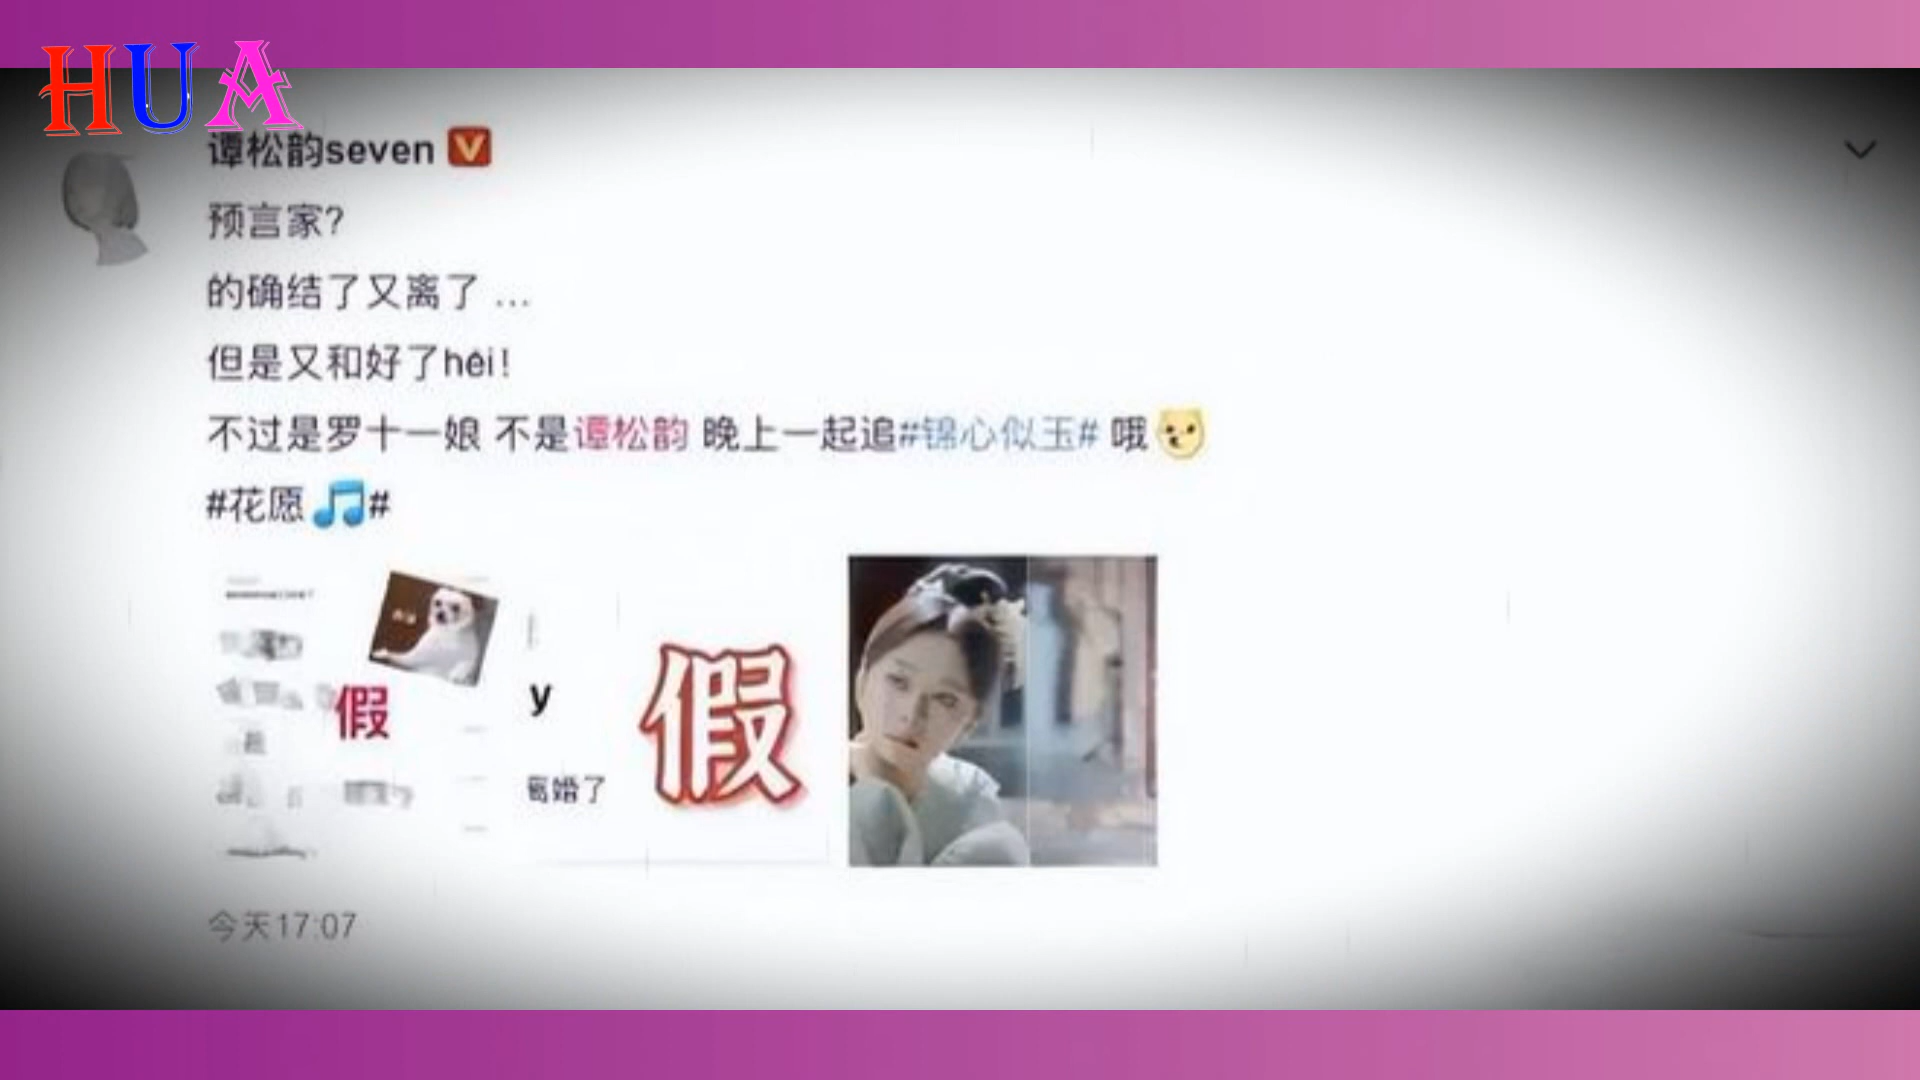 HUA
谭松韵seven
预言家?
的确结了又离了 ...
但是又和好了hèi!
不过是罗十一娘 不是谭松韵 晚上一起追#锦心似玉# 哦
#花愿🎵#
假
y
假
婚了
今天17:07